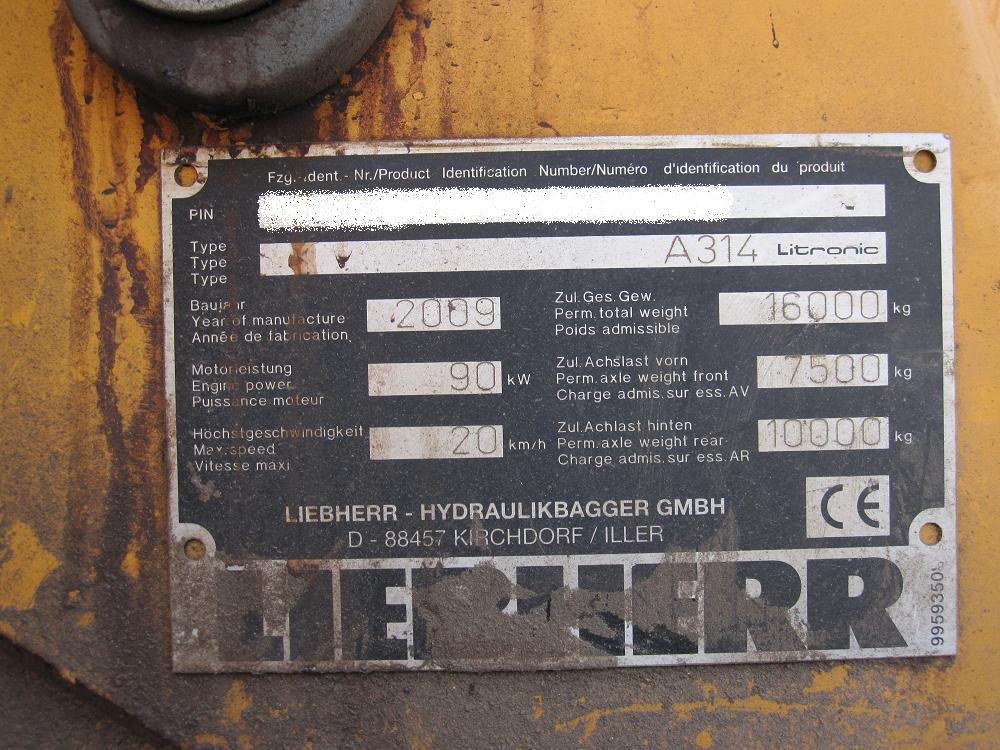 Fzg.-Ident.- Nr./Product Identification Number/Numéro d'identification du produit
PIN
Type
Type A314 Litronic
Type
Baujahr
Year of manufacture 2009
Année de fabrication
Zul.Ges.Gew.
Perm.total weight 16000 kg
Poids admissible
Motorleistung
Engine power 90 kW
Puissance moteur
Zul.Achslast vorn
Perm.axle weight front 7500 kg
Charge admis.sur ess.AV
Höchstgeschwindigkeit
Max.speed 20 km/h
Vitesse maxi
Zul.Achlast hinten
Perm.axle weight rear 10000 kg
Charge admis.sur ess.AR
CE
LIEBHERR - HYDRAULIKBAGGER GMBH
D - 88457 KIRCHDORF / ILLER
LIEBHERR